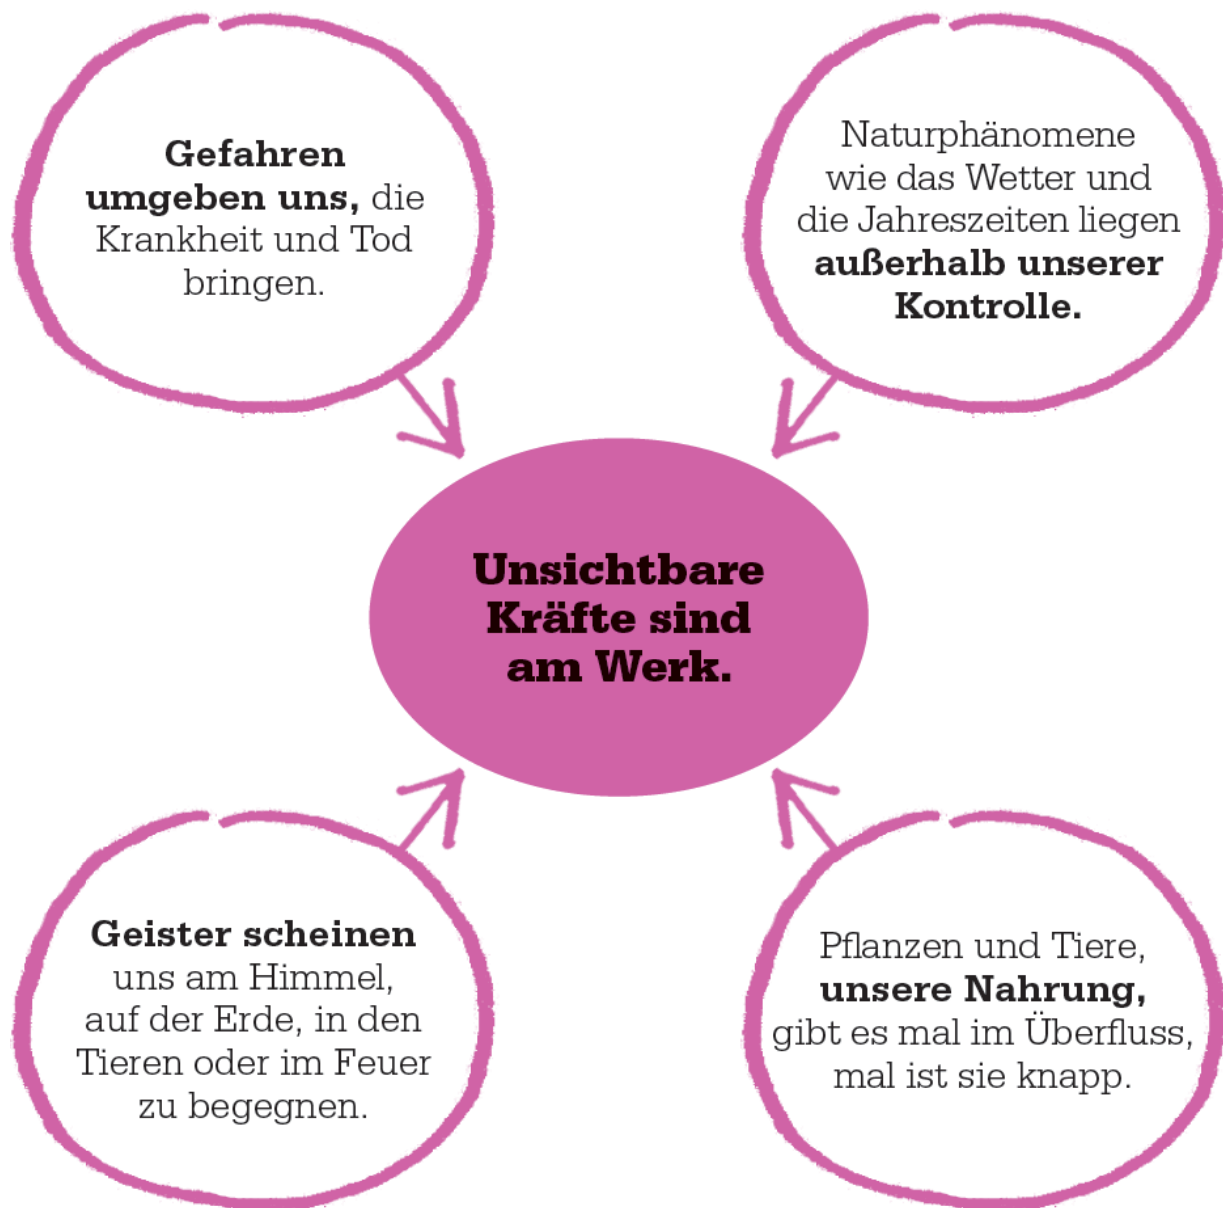 Gefahren
umgeben uns, die
Krankheit und Tod
bringen.
Naturphänomene
wie das Wetter und
die Jahreszeiten liegen
außerhalb unserer
Kontrolle.
Unsichtbare
Kräfte sind
am Werk.
Geister scheinen
uns am Himmel,
auf der Erde, in den
Tieren oder im Feuer
zu begegnen.
Pflanzen und Tiere,
unsere Nahrung,
gibt es mal im Überfluss,
mal ist sie knapp.